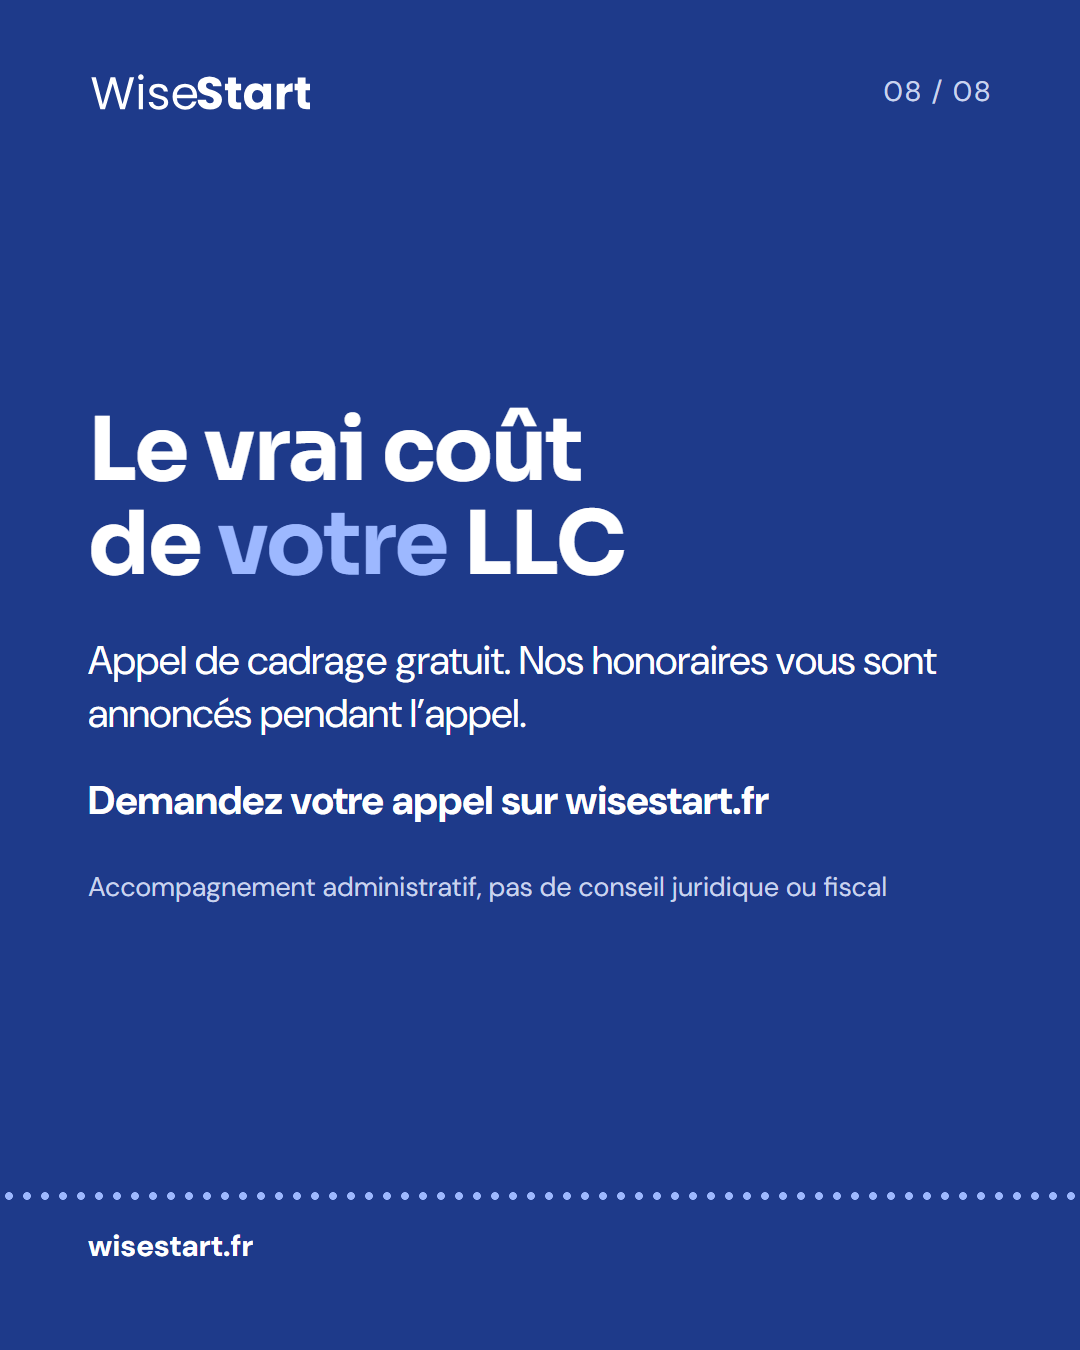 WiseStart
08 / 08
Le vrai coût
de votre LLC
Appel de cadrage gratuit. Nos honoraires vous sont
annoncés pendant l’appel.
Demandez votre appel sur wisestart.fr
Accompagnement administratif, pas de conseil juridique ou fiscal
wisestart.fr